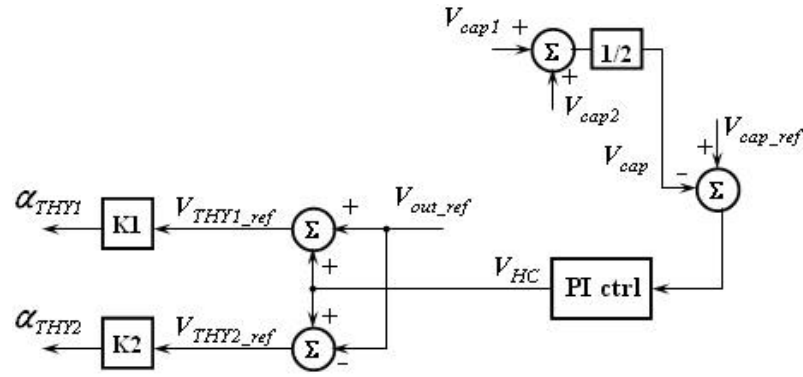 V_cap1 +
Σ
1/2
+
V_cap2
V_cap
+ V_cap_ref
-
Σ
α_THY1
K1
V_THY1_ref
Σ
+
V_out_ref
+
V_HC
PI ctrl
α_THY2
K2
V_THY2_ref
+
Σ
-